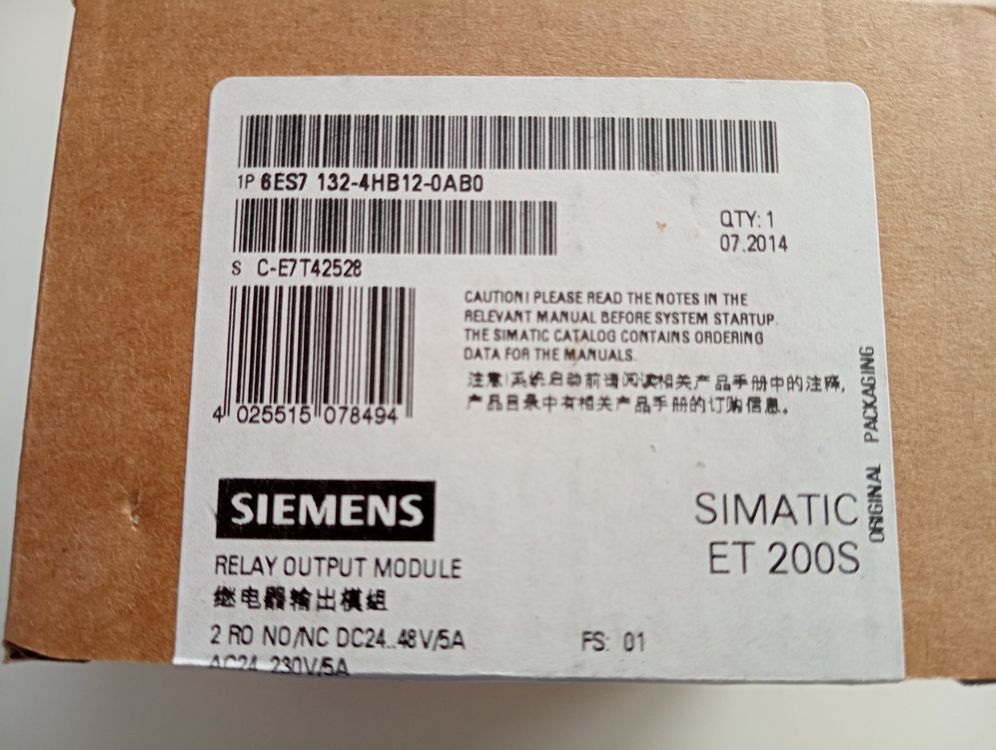 1P 6ES7 132-4HB12-0AB0
S C-E7T42528
QTY: 1
07.2014
4 025515 078494
CAUTION! PLEASE READ THE NOTES IN THE
RELEVANT MANUAL BEFORE SYSTEM STARTUP.
THE SIMATIC CATALOG CONTAINS ORDERING
DATA FOR THE MANUALS.
注意!系统启动前请阅读相关产品手册中的注释,
产品目录中有相关产品手册的订购信息。
ORIGINAL PACKAGING
SIEMENS
SIMATIC
ET 200S
RELAY OUTPUT MODULE
继电器输出模组
2 RO NO/NC DC24..48V/5A
FS: 01
AC24..230V/5A